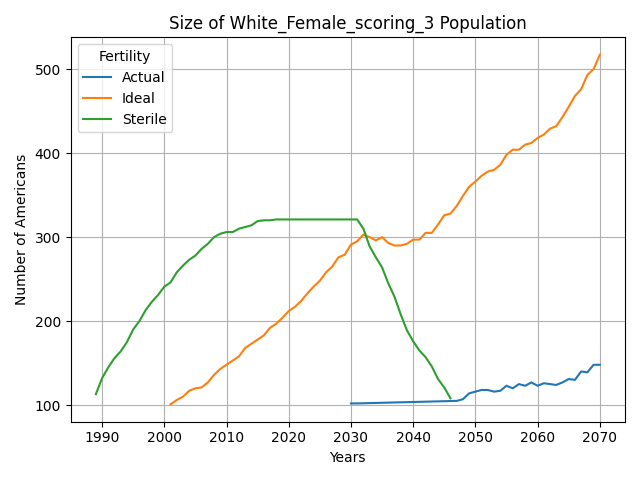 Size of White_Female_scoring_3 Population
Fertility
Actual
Ideal
Sterile
Number of Americans
500
400
300
200
100
1990 2000 2010 2020 2030 2040 2050 2060 2070
Years